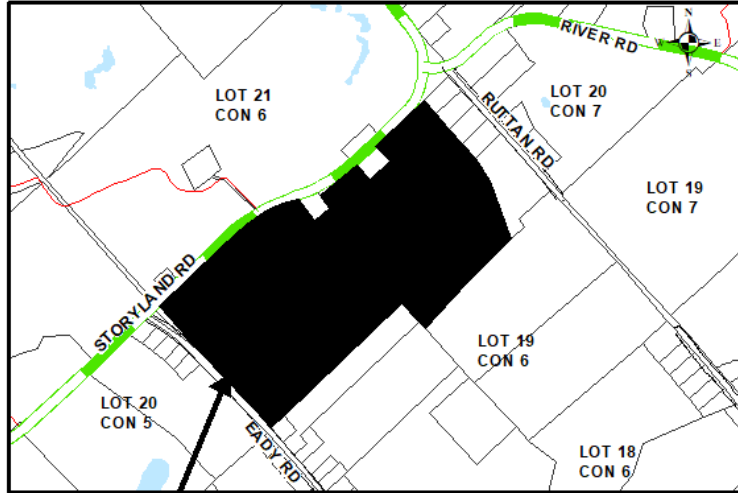 N
W E
S
RIVER RD
LOT 21
CON 6
LOT 20
CON 7
RUTTAN RD
LOT 19
CON 7
STORYLAND RD
LOT 19
CON 6
LOT 20
CON 5
EADY RD
LOT 18
CON 6